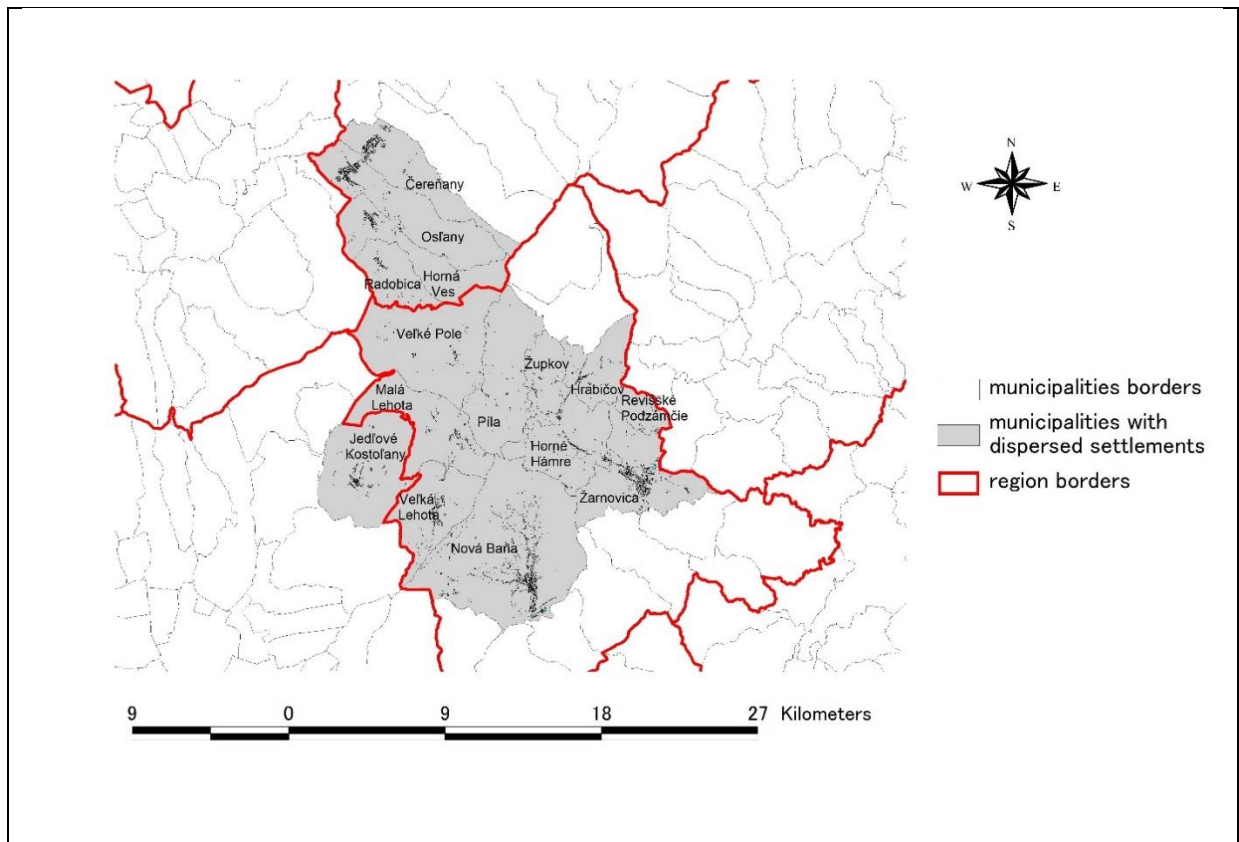 Čereňany
Osľany
Radobica
Horná
Ves
Veľké Pole
Župkov
Malá
Lehota
Hrabičov
Revišské
Podzámčie
Píla
Jedľové
Kostoľany
Horné
Hámre
Veľká
Lehota
Žarnovica
Nová Baňa
N
W E
S
municipalities borders
municipalities with
dispersed settlements
region borders
9 0 9 18 27 Kilometers